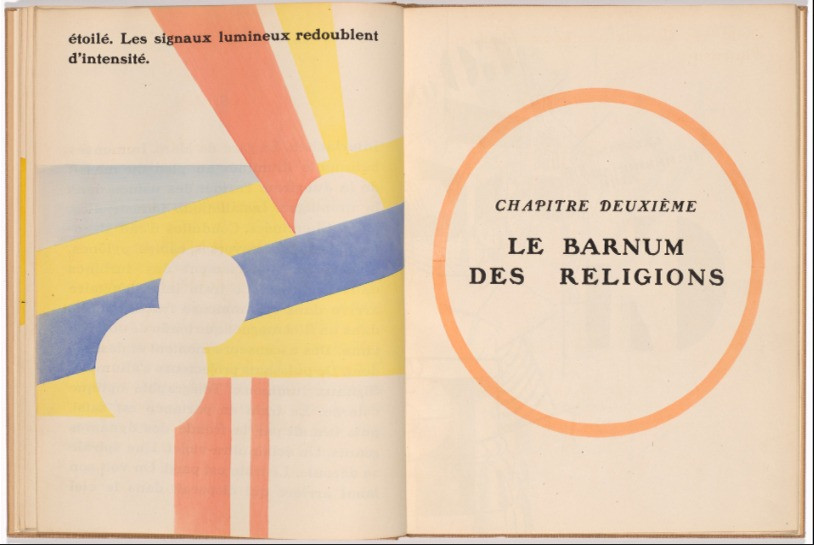 étoilé. Les signaux lumineux redoublent
d'intensité.
CHAPITRE DEUXIÈME
LE BARNUM
DES RELIGIONS